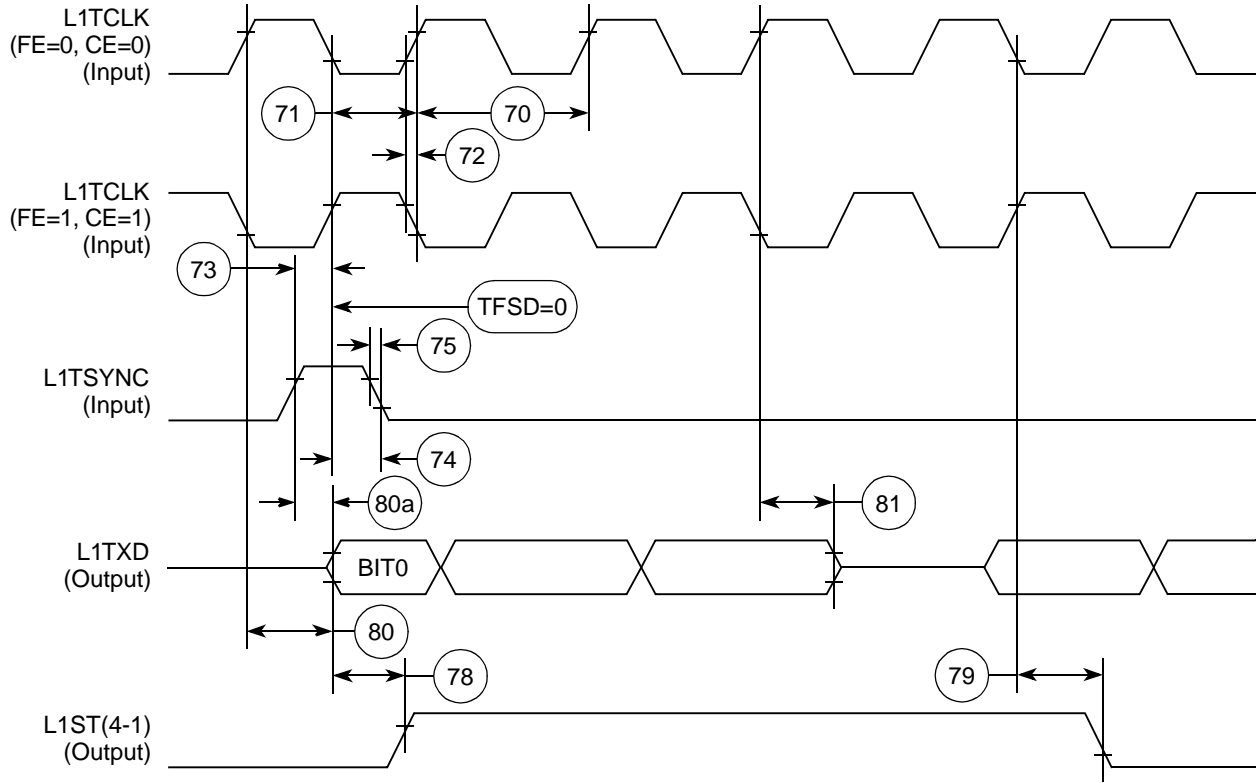 L1TCLK
(FE=0, CE=0)
(Input)
71
70
72
L1TCLK
(FE=1, CE=1)
(Input)
73
TFSD=0
75
L1TSYNC
(Input)
74
80a
81
L1TXD
(Output)
BIT0
80
78
79
L1ST(4-1)
(Output)